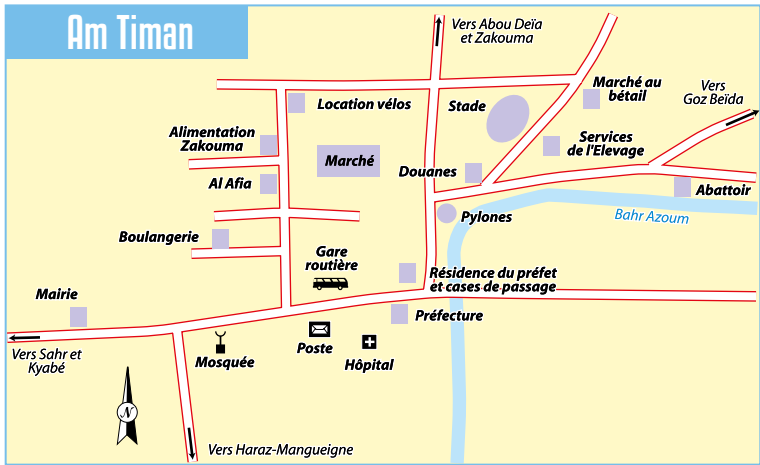 Am Timan
Vers Abou Deïa
et Zakouma
Marché au
bétail
Vers
Goz Beïda
Location vélos
Stade
Alimentation
Zakouma
Services
de l'Elevage
Marché
Douanes
Al Afia
Abattoir
Pylones
Bahr Azoum
Boulangerie
Gare
routière
Résidence du préfet
et cases de passage
Mairie
Préfecture
Vers Sahr et
Kyabé
Mosquée
Poste
Hôpital
N
Vers Haraz-Mangueigne